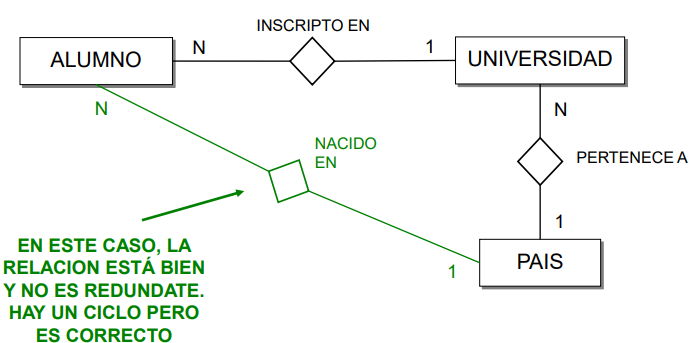 INSCRIPTO EN
ALUMNO
N
1
UNIVERSIDAD
N
N
NACIDO
EN
PERTENECE A
1
EN ESTE CASO, LA
RELACION ESTÁ BIEN
Y NO ES REDUNDATE.
HAY UN CICLO PERO
ES CORRECTO
1
PAIS